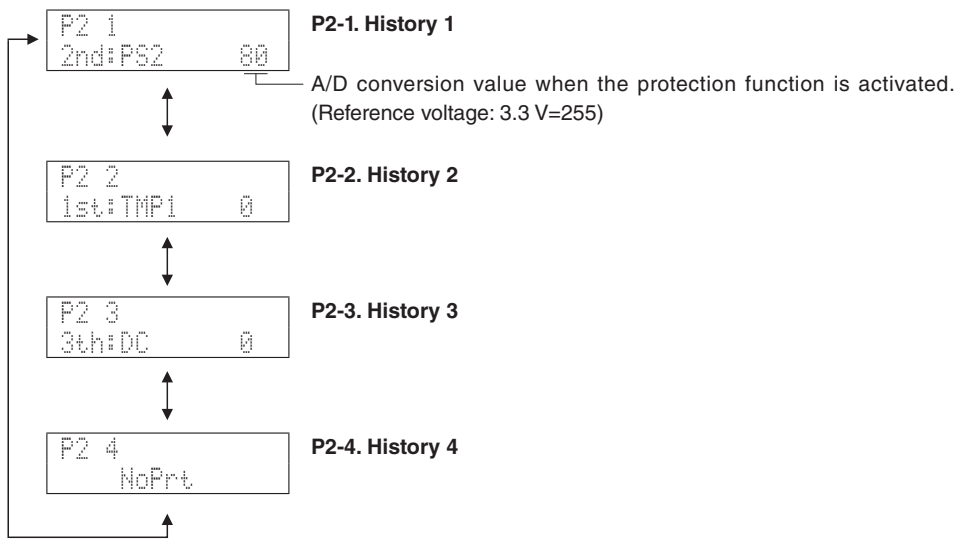 P2 1
2nd:PS2 80
P2-1. History 1
A/D conversion value when the protection function is activated.
(Reference voltage: 3.3 V=255)
P2 2
1st:TMP1 0
P2-2. History 2
P2 3
3th:DC 0
P2-3. History 3
P2 4
NoPrt
P2-4. History 4